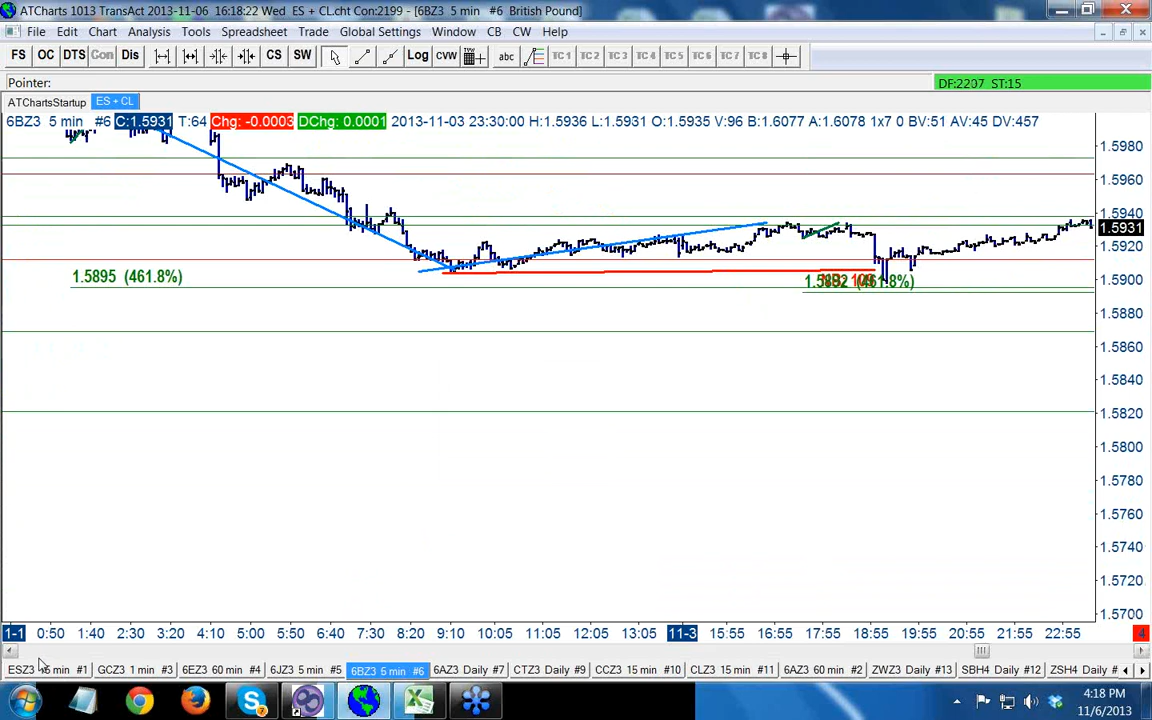 ATCharts 1013 TransAct 2013-11-06 16:18:22 Wed ES + CL.cht Con:2199 - [6BZ3 5 min #6 British Pound]
File Edit Chart Analysis Tools Spreadsheet Trade Global Settings Window CB CW Help
FS OC DTS Con Dis CS SW Log CVW abc TC1 TC2 TC3 TC4 TC5 TC6 TC7 TC8
Pointer: DF:2207 ST:15
ATChartsStartup ES + CL
6BZ3 5 min #6 C:1.5931 T:64 Chg: -0.0003 DChg: 0.0001 2013-11-03 23:30:00 H:1.5936 L:1.5931 O:1.5935 V:96 B:1.6077 A:1.6078 1x7 0 BV:51 AV:45 DV:457
1.5980
1.5960
1.5940
1.5931
1.5920
1.5895 (461.8%)
1.5900
1.5880
1.5860
1.5840
1.5820
1.5800
1.5780
1.5760
1.5740
1.5720
1.5700
1-1 0:50 1:40 2:30 3:20 4:10 5:00 5:50 6:40 7:30 8:20 9:10 10:15 11:05 12:05 13:05 11-3 15:55 16:55 17:55 18:55 19:55 20:55 22:55 4
ESZ3 min #1 GCZ3 1 min #3 6EZ3 60 min #4 6JZ3 5 min #5 6BZ3 5 min #6 6AZ3 Daily #7 CTZ3 Daily #9 CCZ3 15 min #10 CLZ3 15 min #11 6AZ3 60 min #2 ZWZ3 Daily #13 SBH4 Daily #12 ZSH4 Daily #
4:18 PM
11/6/2013